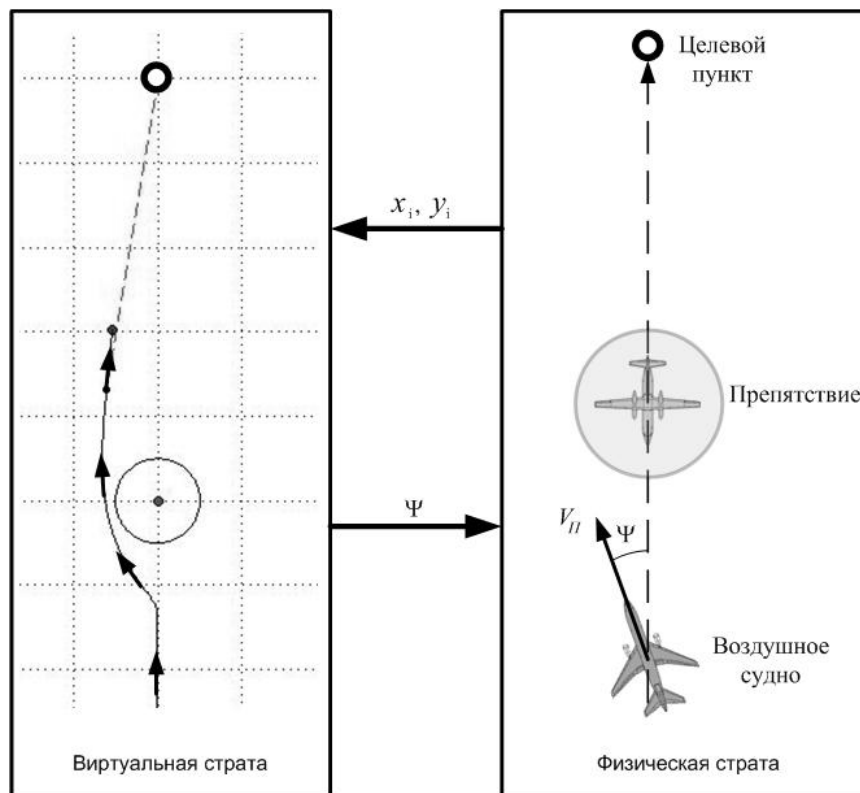 Целевой
пункт
x_i, y_i
Препятствие
Ψ
V_П
Ψ
Воздушное
судно
Виртуальная страта
Физическая страта